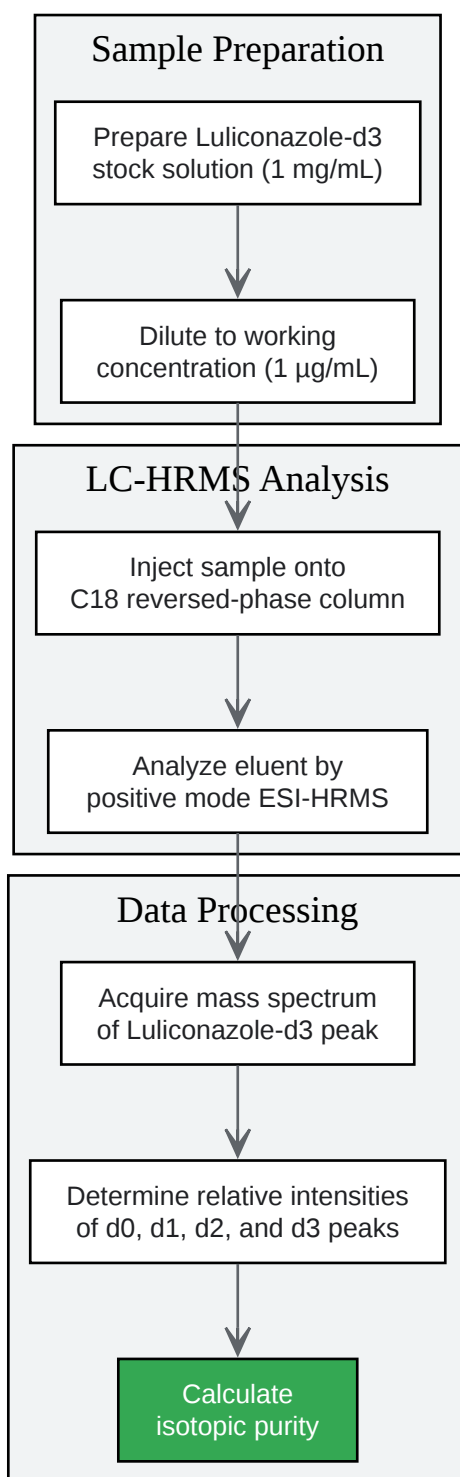 Sample Preparation
Prepare Luliconazole-d3
stock solution (1 mg/mL)
Dilute to working
concentration (1 µg/mL)
LC-HRMS Analysis
Inject sample onto
C18 reversed-phase column
Analyze eluent by
positive mode ESI-HRMS
Data Processing
Acquire mass spectrum
of Luliconazole-d3 peak
Determine relative intensities
of d0, d1, d2, and d3 peaks
Calculate
isotopic purity